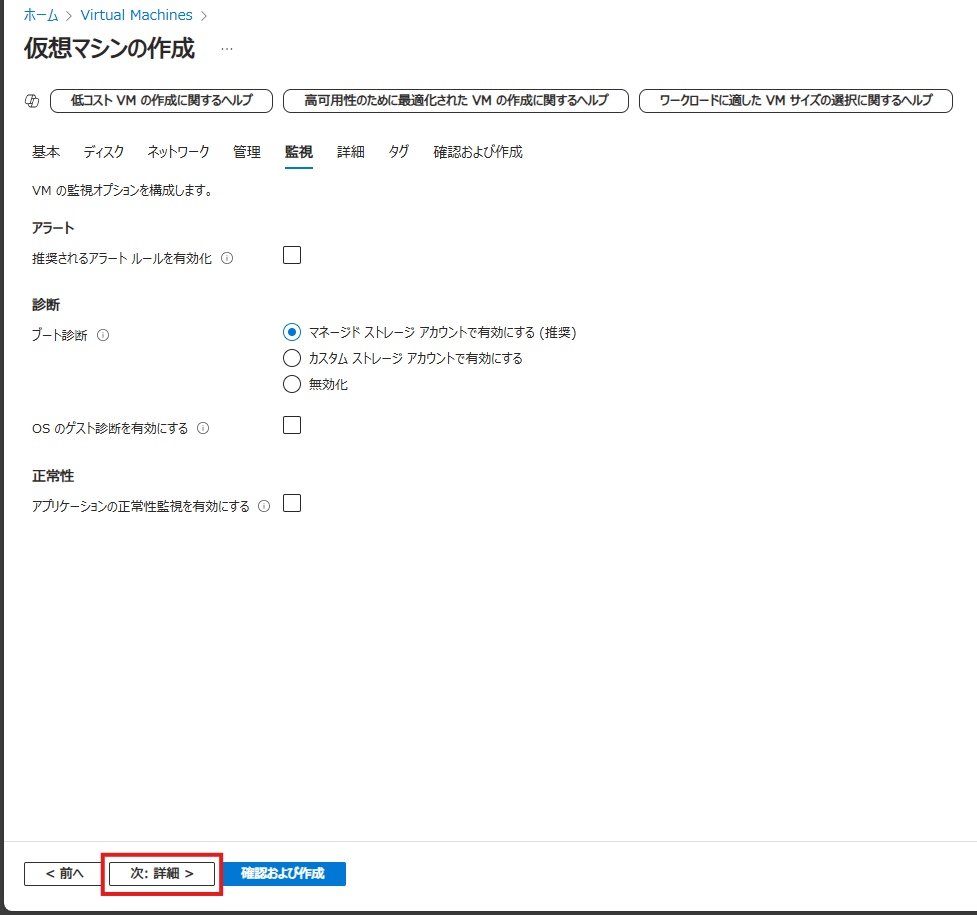 ホーム > Virtual Machines >
仮想マシンの作成 …
低コスト VM の作成に関するヘルプ 高可用性のために最適化された VM の作成に関するヘルプ ワークロードに適した VM サイズの選択に関するヘルプ
基本 ディスク ネットワーク 管理 監視 詳細 タグ 確認および作成
VM の監視オプションを構成します。
アラート
推奨されるアラート ルールを有効化
診断
ブート診断
マネージド ストレージ アカウントで有効にする (推奨)
カスタム ストレージ アカウントで有効にする
無効化
OS のゲスト診断を有効にする
正常性
アプリケーションの正常性監視を有効にする
< 前へ 次: 詳細 > 確認および作成